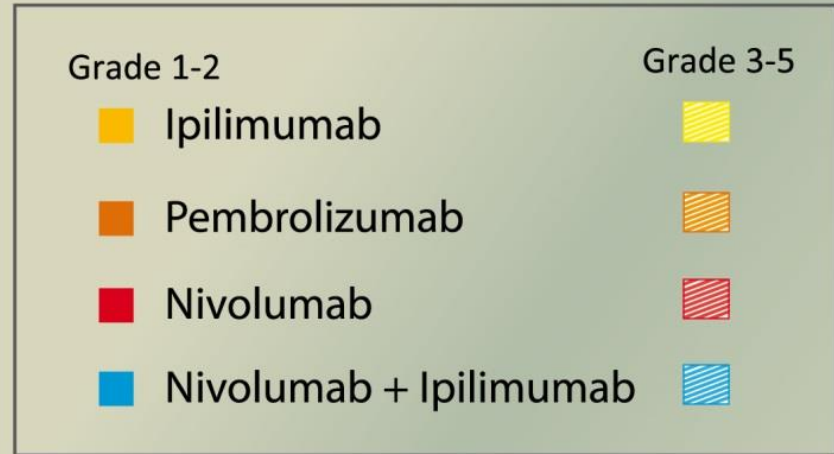 Grade 1-2 Grade 3-5
Ipilimumab
Pembrolizumab
Nivolumab
Nivolumab + Ipilimumab